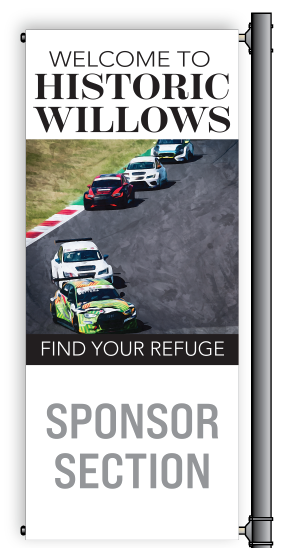 WELCOME TO
HISTORIC
WILLOWS
FIND YOUR REFUGE
SPONSOR
SECTION